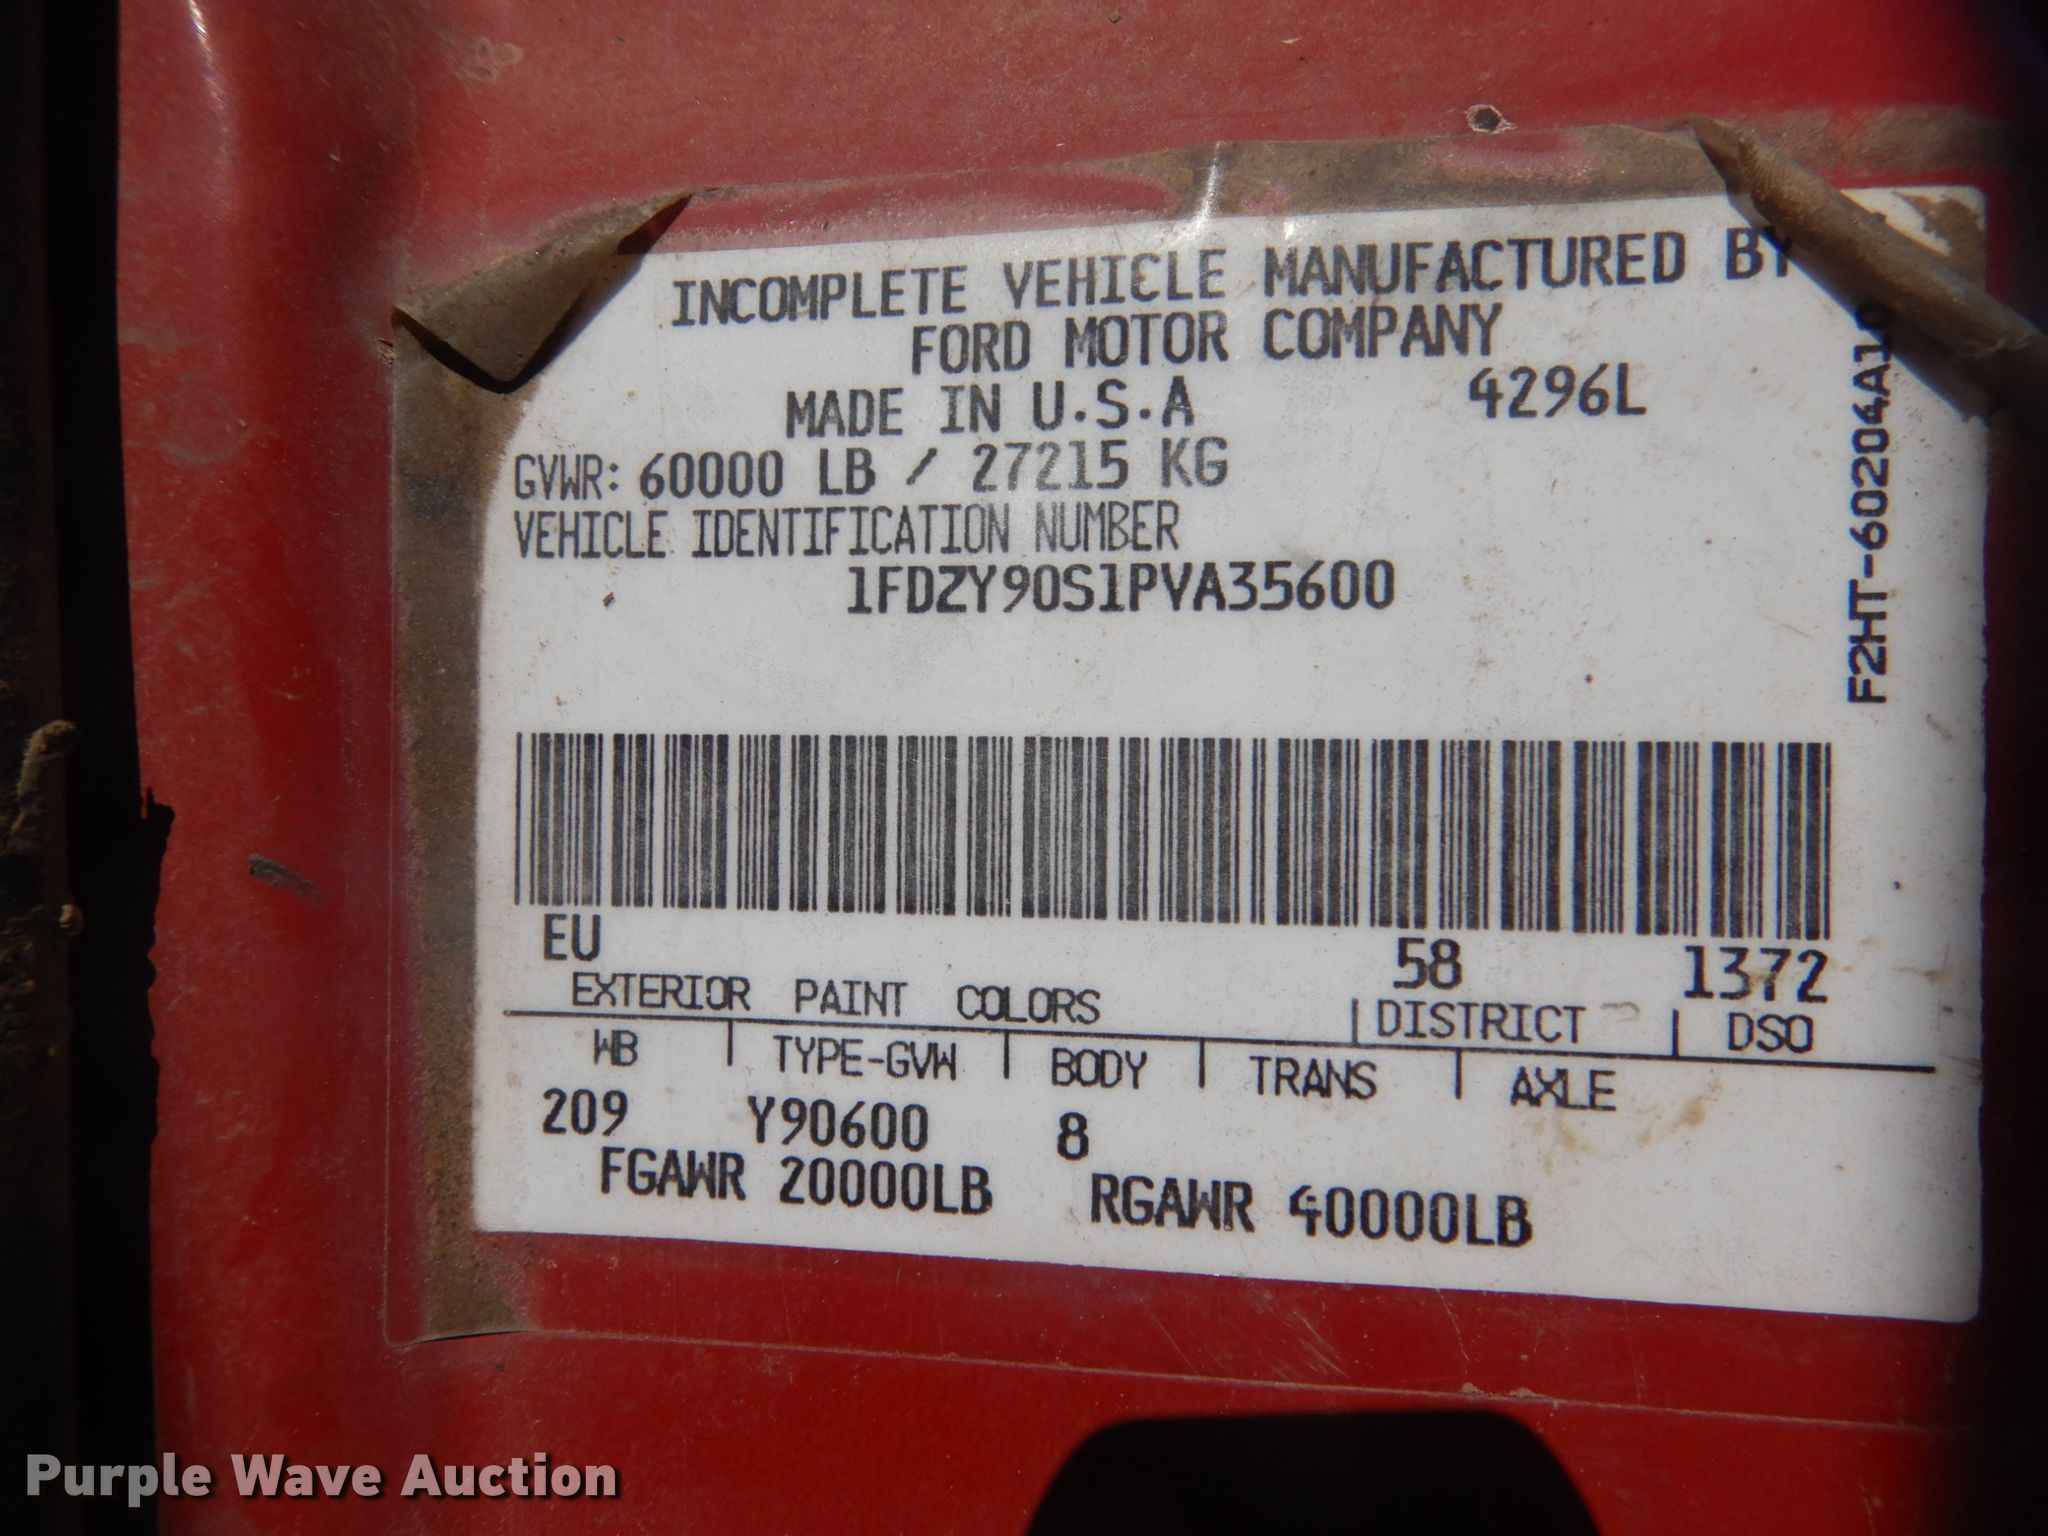 INCOMPLETE VEHICLE MANUFACTURED BY
FORD MOTOR COMPANY
MADE IN U.S.A 4296L
GVWR: 60000 LB / 27215 KG
VEHICLE IDENTIFICATION NUMBER
1FDZY90S1PVA35600
F2HT-60204A10
EU 58 1372
EXTERIOR PAINT COLORS DISTRICT DSO
WB TYPE-GVW BODY TRANS AXLE
209 Y90600 8
FGAWR 20000LB RGAWR 40000LB
Purple Wave Auction